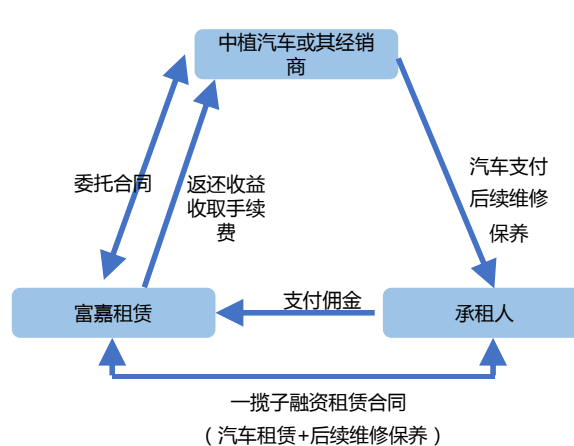 中植汽车或其经销
商
委托合同
返还收益
收取手续
费
汽车支付
后续维修
保养
富嘉租赁
支付佣金
承租人
一揽子融资租赁合同
（汽车租赁+后续维修保养）